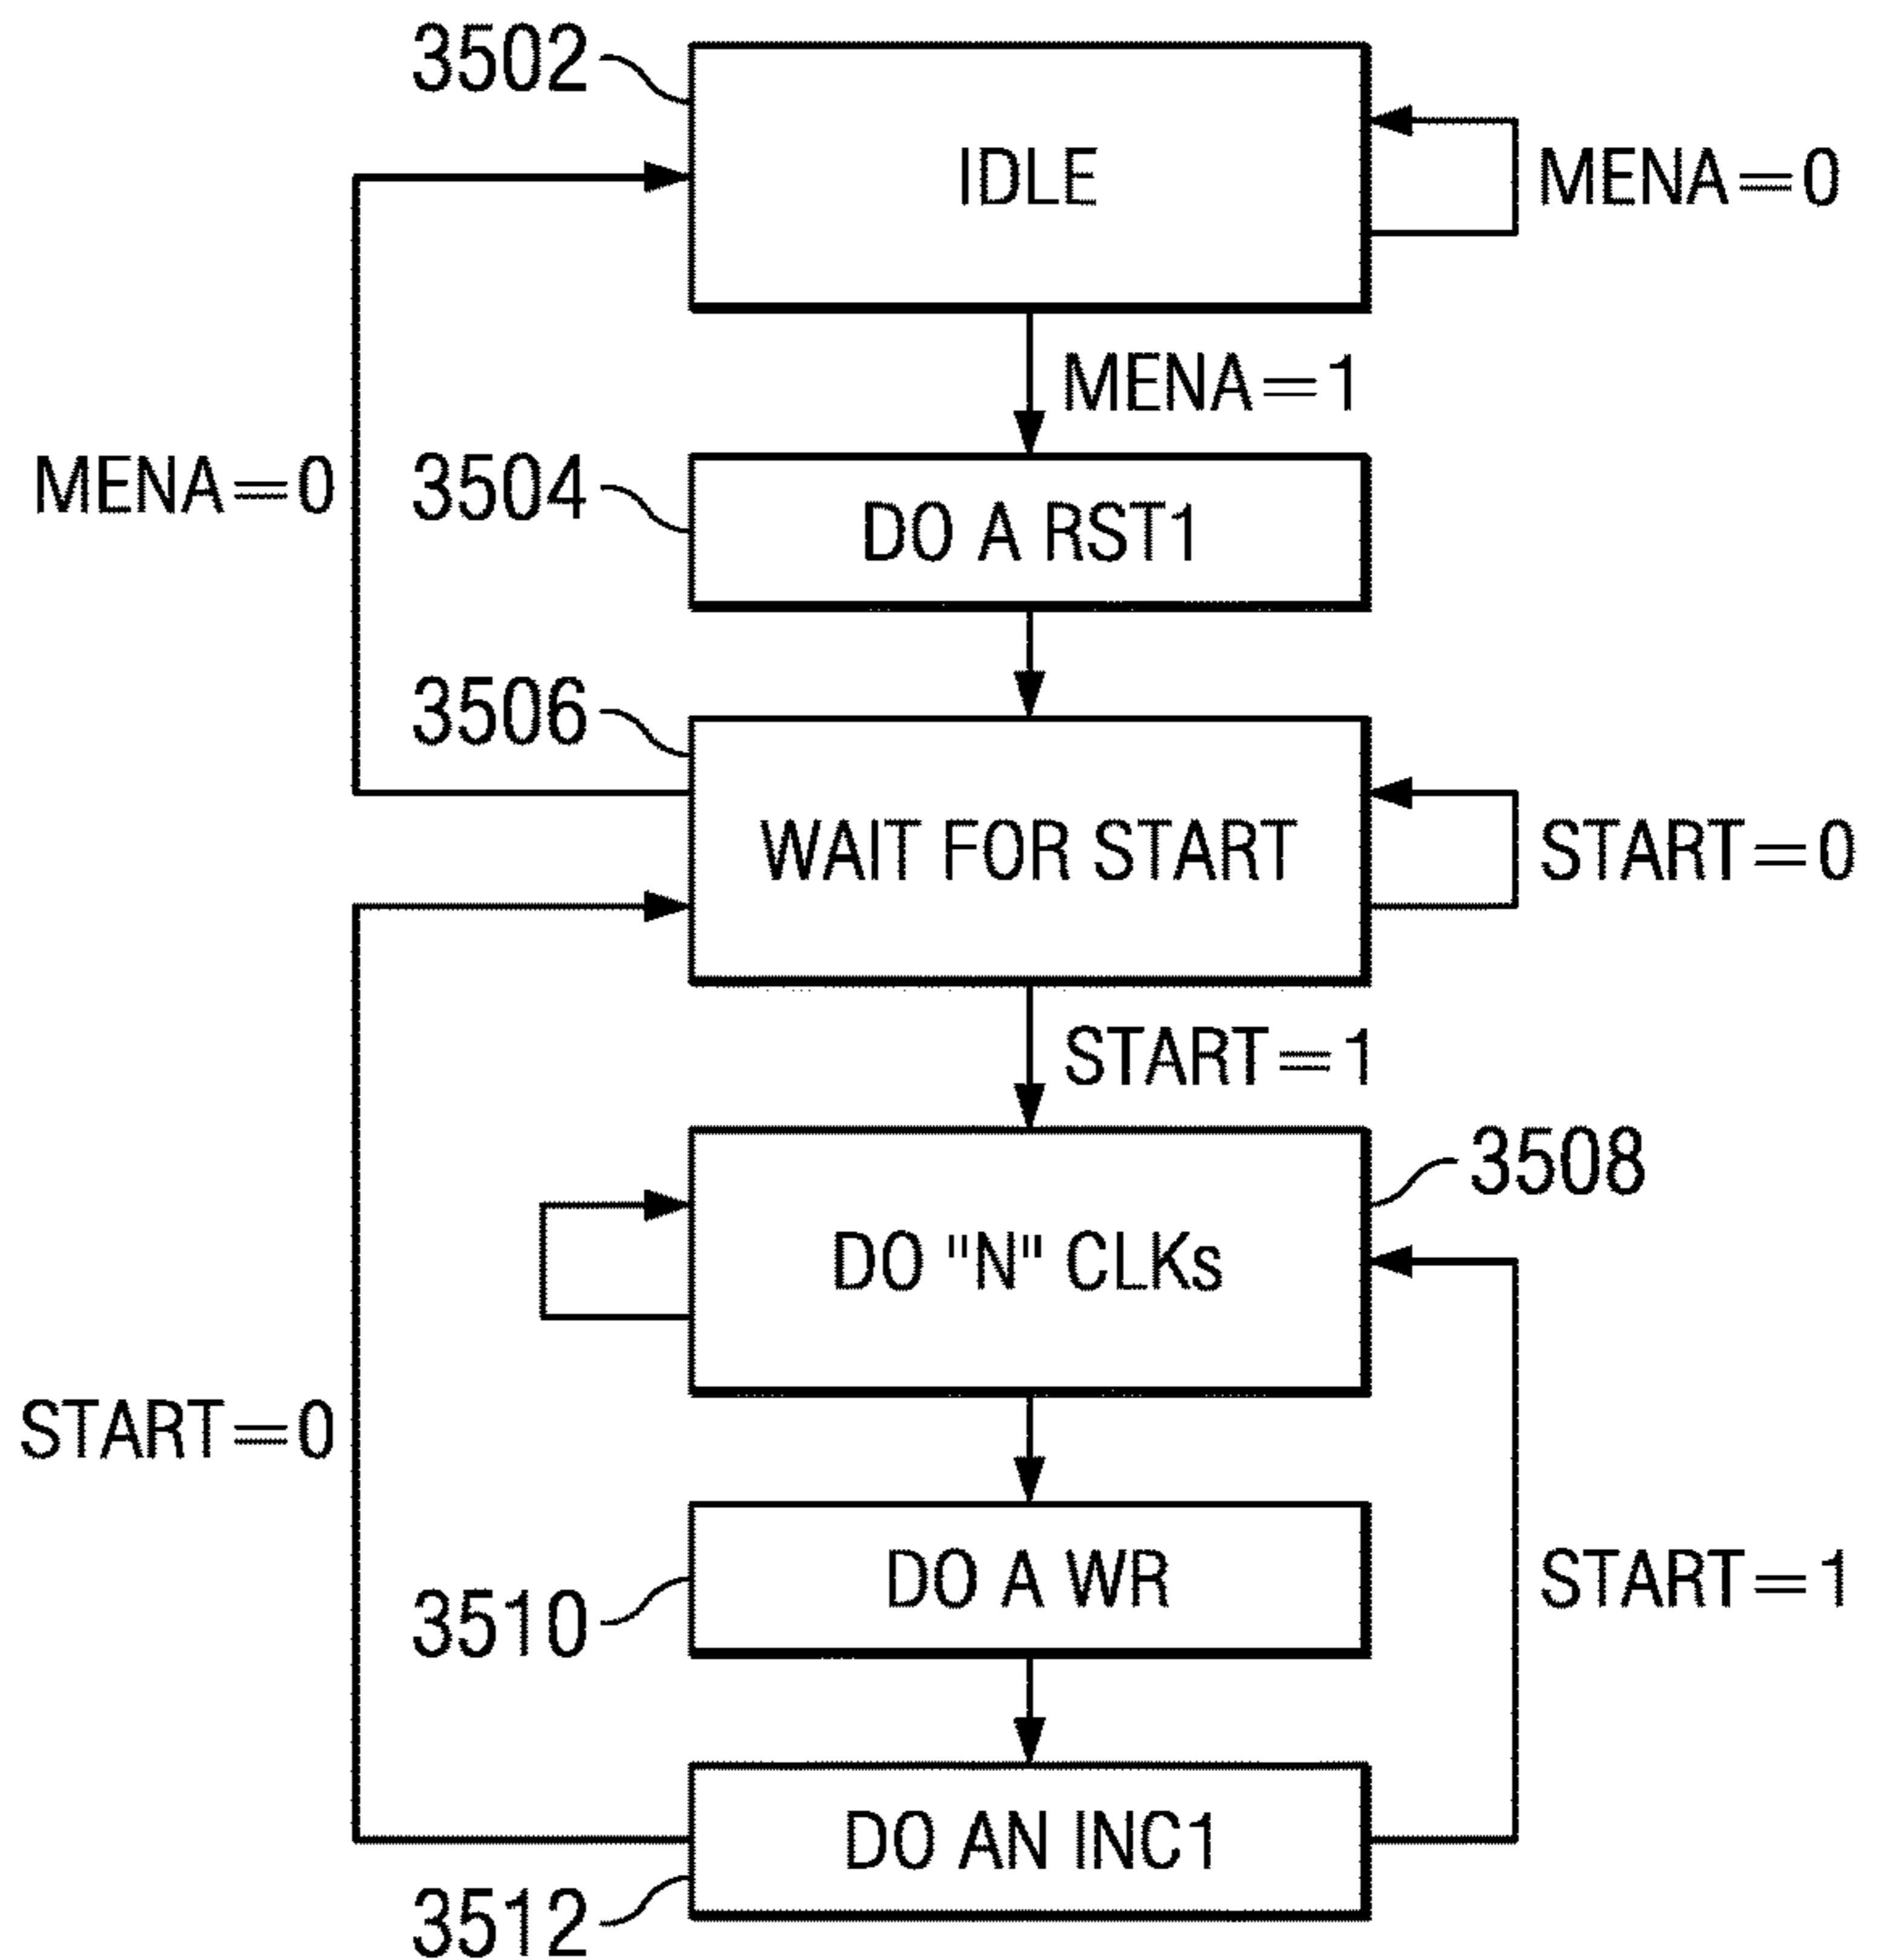 3502
IDLE
MENA=0
MENA=1
MENA=0
3504
DO A RST1
3506
WAIT FOR START
START=0
START=1
3508
DO "N" CLKs
START=0
DO A WR
START=1
3510
DO AN INC1
3512